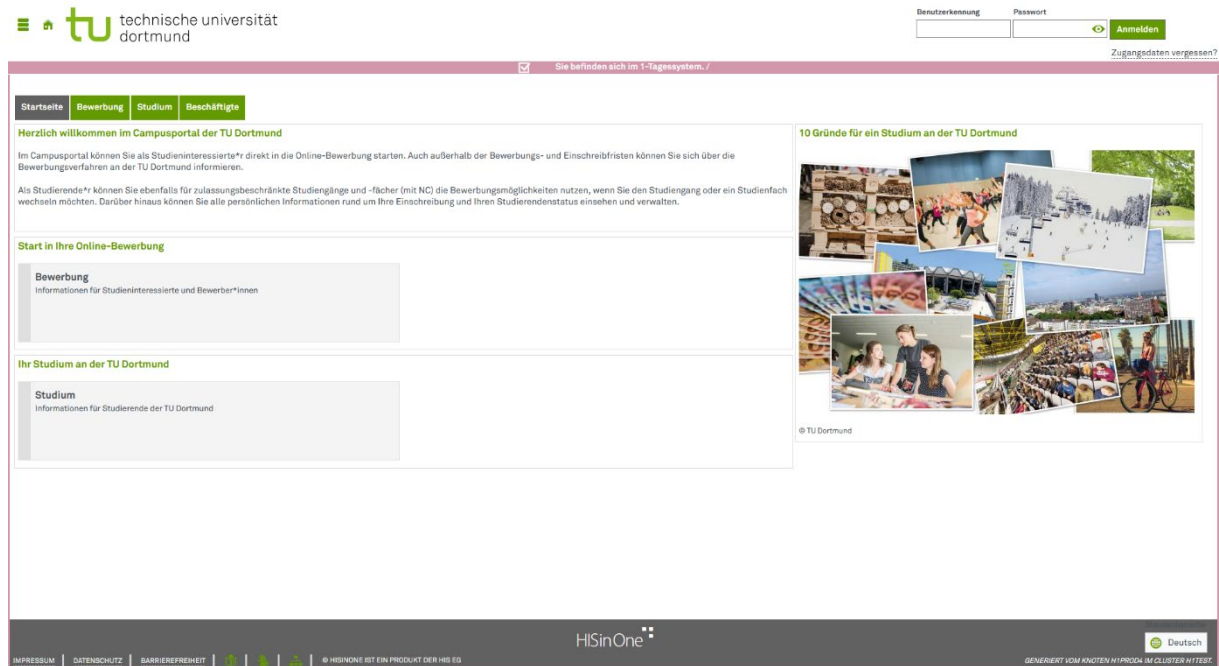 technische universität
dortmund
Benutzerkennung
Passwort
Anmelden
Zugangsdaten vergessen?
Sie befinden sich im 1-Tagessystem. /
Startseite Bewerbung Studium Beschäftigte
Herzlich willkommen im Campusportal der TU Dortmund
Im Campusportal können Sie als Studieninteressierte*r direkt in die Online-Bewerbung starten. Auch außerhalb der Bewerbungs- und Einschreibfristen können Sie sich über die
Bewerbungsverfahren an der TU Dortmund informieren.
Als Studierende*r können Sie ebenfalls für zulassungsbeschränkte Studiengänge und -fächer (mit NC) die Bewerbungsmöglichkeiten nutzen, wenn Sie den Studiengang oder ein Studienfach
wechseln möchten. Darüber hinaus können Sie alle persönlichen Informationen rund um Ihre Einschreibung und Ihren Studierendenstatus einsehen und verwalten.
Start in Ihre Online-Bewerbung
Bewerbung
Informationen für Studieninteressierte und Bewerber*innen
Ihr Studium an der TU Dortmund
Studium
Informationen für Studierende der TU Dortmund
10 Gründe für ein Studium an der TU Dortmund
© TU Dortmund
HISinOne
Deutsch
IMPRESSUM | DATENSCHUTZ | BARRIEREFREIHEIT | © HISINONE IST EIN PRODUKT DER HIS EG
GENERIERT VOM KNOTEN H1PROD4 IM CLUSTER H1TEST.